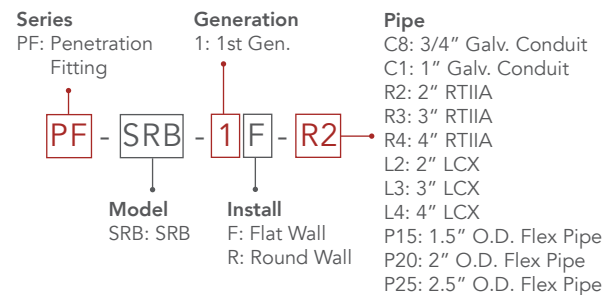 Series
PF: Penetration
Fitting
Generation
1: 1st Gen.
PF - SRB - 1 F - R2
Model
SRB: SRB
Install
F: Flat Wall
R: Round Wall
Pipe
C8: 3/4” Galv. Conduit
C1: 1” Galv. Conduit
R2: 2” RTIIA
R3: 3” RTIIA
R4: 4” RTIIA
L2: 2” LCX
L3: 3” LCX
L4: 4” LCX
P15: 1.5” O.D. Flex Pipe
P20: 2” O.D. Flex Pipe
P25: 2.5” O.D. Flex Pipe